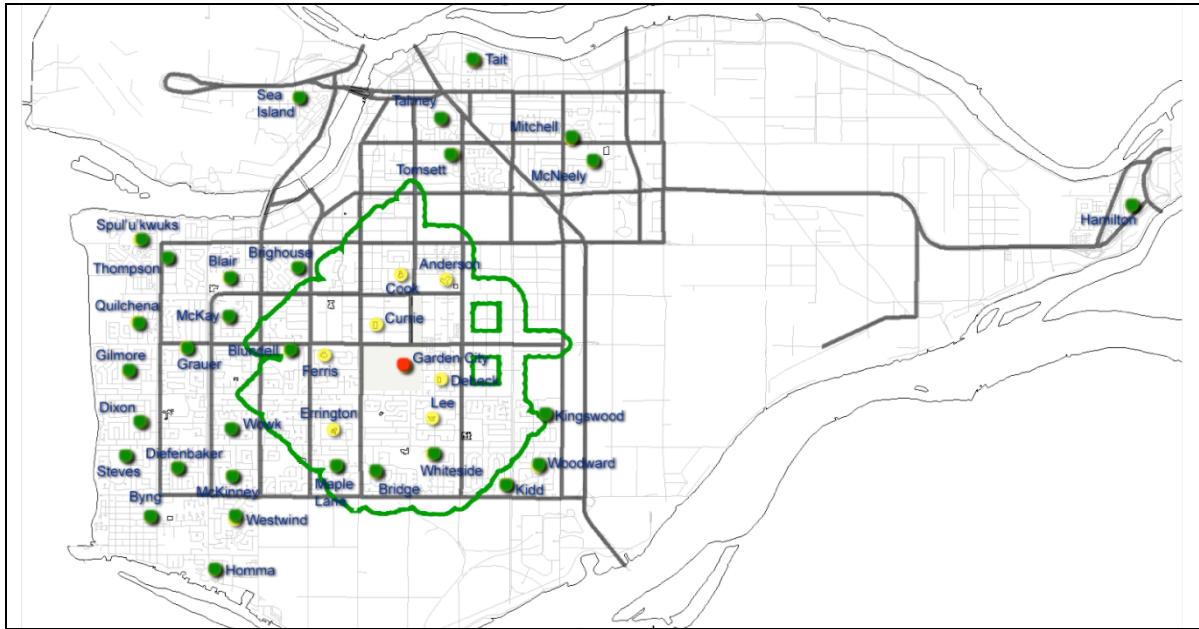 Tait
Sea
Island
Talmey
Mitchell
Tomsett
McNeely
Hamilton
Spul'u'kwuks
Thompson
Blair
Brighouse
Anderson
Cook
Quilchena
McKay
Currie
Gilmore
Grauer
Blundell
Ferris
Garden City
Debeck
Dixon
Errington
Lee
Kingswood
Wowk
Steves
Diefenbaker
Whiteside
Woodward
Byng
McKinney
Maple
Lane
Bridge
Kidd
Westwind
Homma